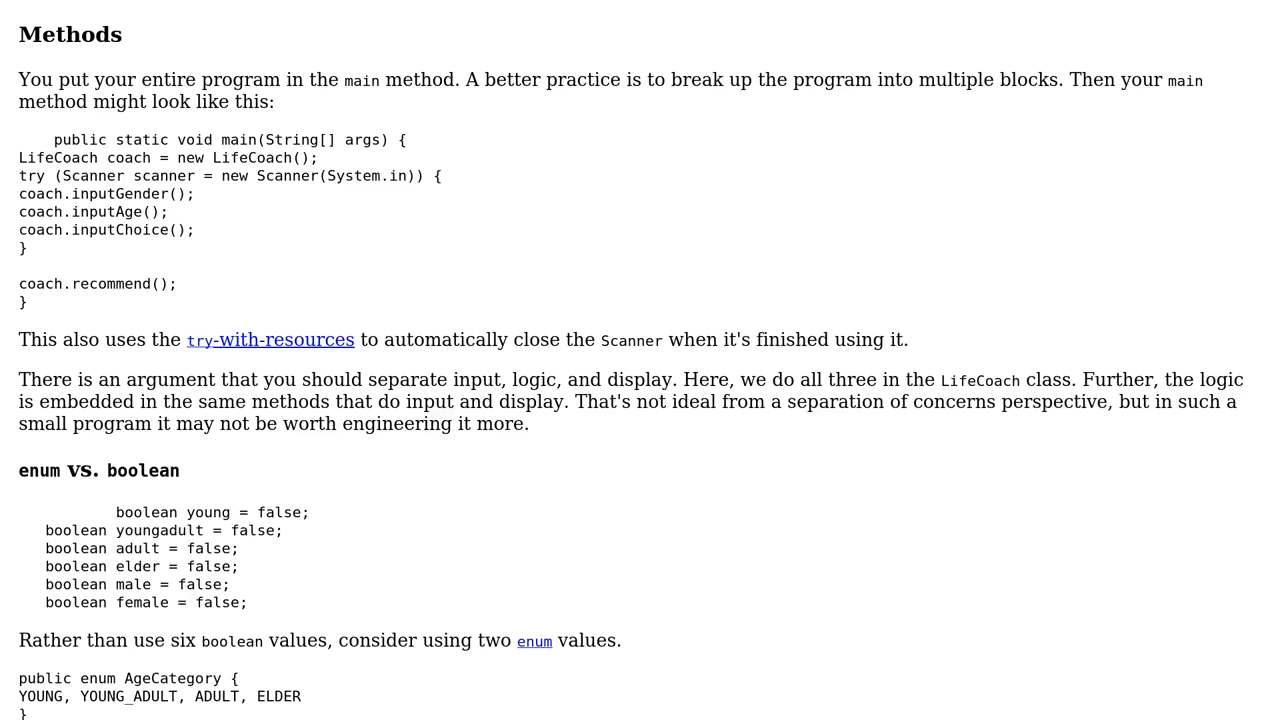 Methods
You put your entire program in the main method. A better practice is to break up the program into multiple blocks. Then your main
method might look like this:
    public static void main(String[] args) {
LifeCoach coach = new LifeCoach();
try (Scanner scanner = new Scanner(System.in)) {
coach.inputGender();
coach.inputAge();
coach.inputChoice();
}
coach.recommend();
}
This also uses the try-with-resources to automatically close the Scanner when it's finished using it.
There is an argument that you should separate input, logic, and display. Here, we do all three in the LifeCoach class. Further, the logic
is embedded in the same methods that do input and display. That's not ideal from a separation of concerns perspective, but in such a
small program it may not be worth engineering it more.
enum vs. boolean
           boolean young = false;
   boolean youngadult = false;
   boolean adult = false;
   boolean elder = false;
   boolean male = false;
   boolean female = false;
Rather than use six boolean values, consider using two enum values.
public enum AgeCategory {
YOUNG, YOUNG_ADULT, ADULT, ELDER
}